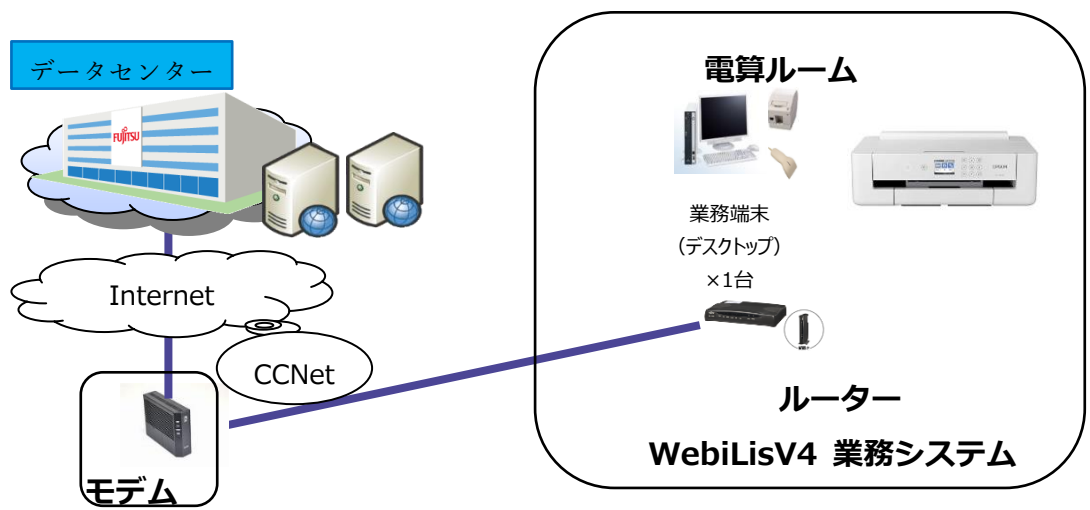 データセンター
FUJITSU
Internet
CCNet
モデム
電算ルーム
EPSON
業務端末
(デスクトップ)
×1台
ルーター
WebiLisV4 業務システム